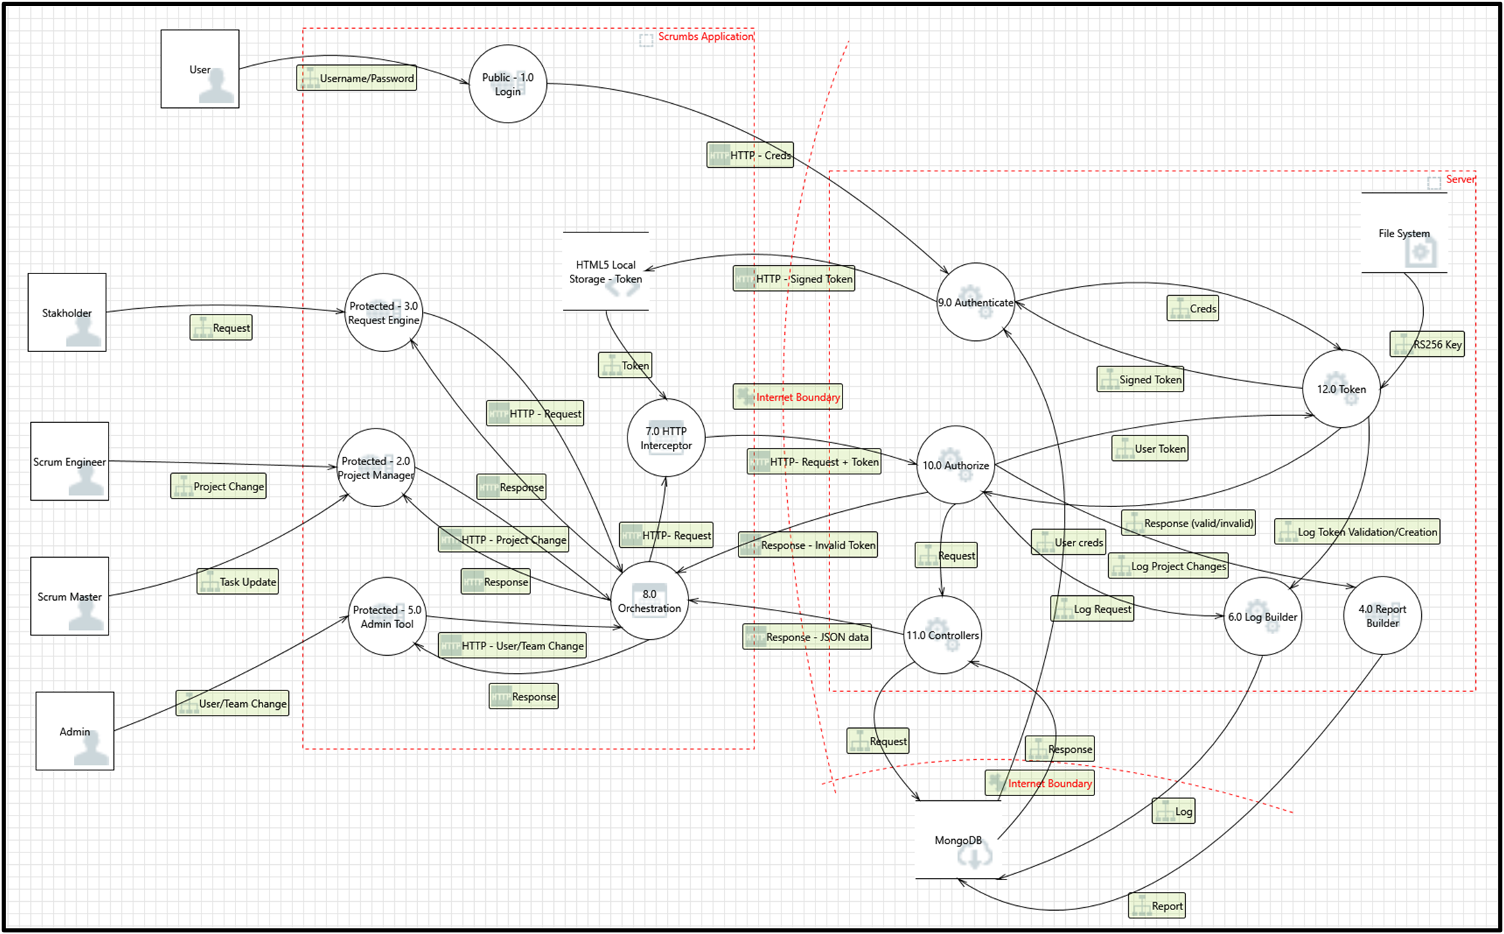 Scrumbs Application
User
Username/Password
Public - 1.0
Login
HTTP - Creds
Server
File System
HTML5 Local
Storage - Token
HTTP - Signed Token
9.0 Authenticate
Creds
Stakholder
Request
Protected - 3.0
Request Engine
Token
RS256 Key
Signed Token
12.0 Token
Internet Boundary
HTTP - Request
7.0 HTTP
Interceptor
HTTP- Request + Token
10.0 Authorize
User Token
Scrum Engineer
Project Change
Protected - 2.0
Project Manager
Response
HTTP - Project Change
HTTP- Request
Response - Invalid Token
Request
User creds
Response (valid/invalid)
Log Token Validation/Creation
Log Project Changes
Scrum Master
Task Update
Response
8.0
Orchestration
Log Request
6.0 Log Builder
4.0 Report
Builder
Protected - 5.0
Admin Tool
HTTP - User/Team Change
Response - JSON data
11.0 Controllers
Response
User/Team Change
Admin
Request
Response
Internet Boundary
Log
MongoDB
Report